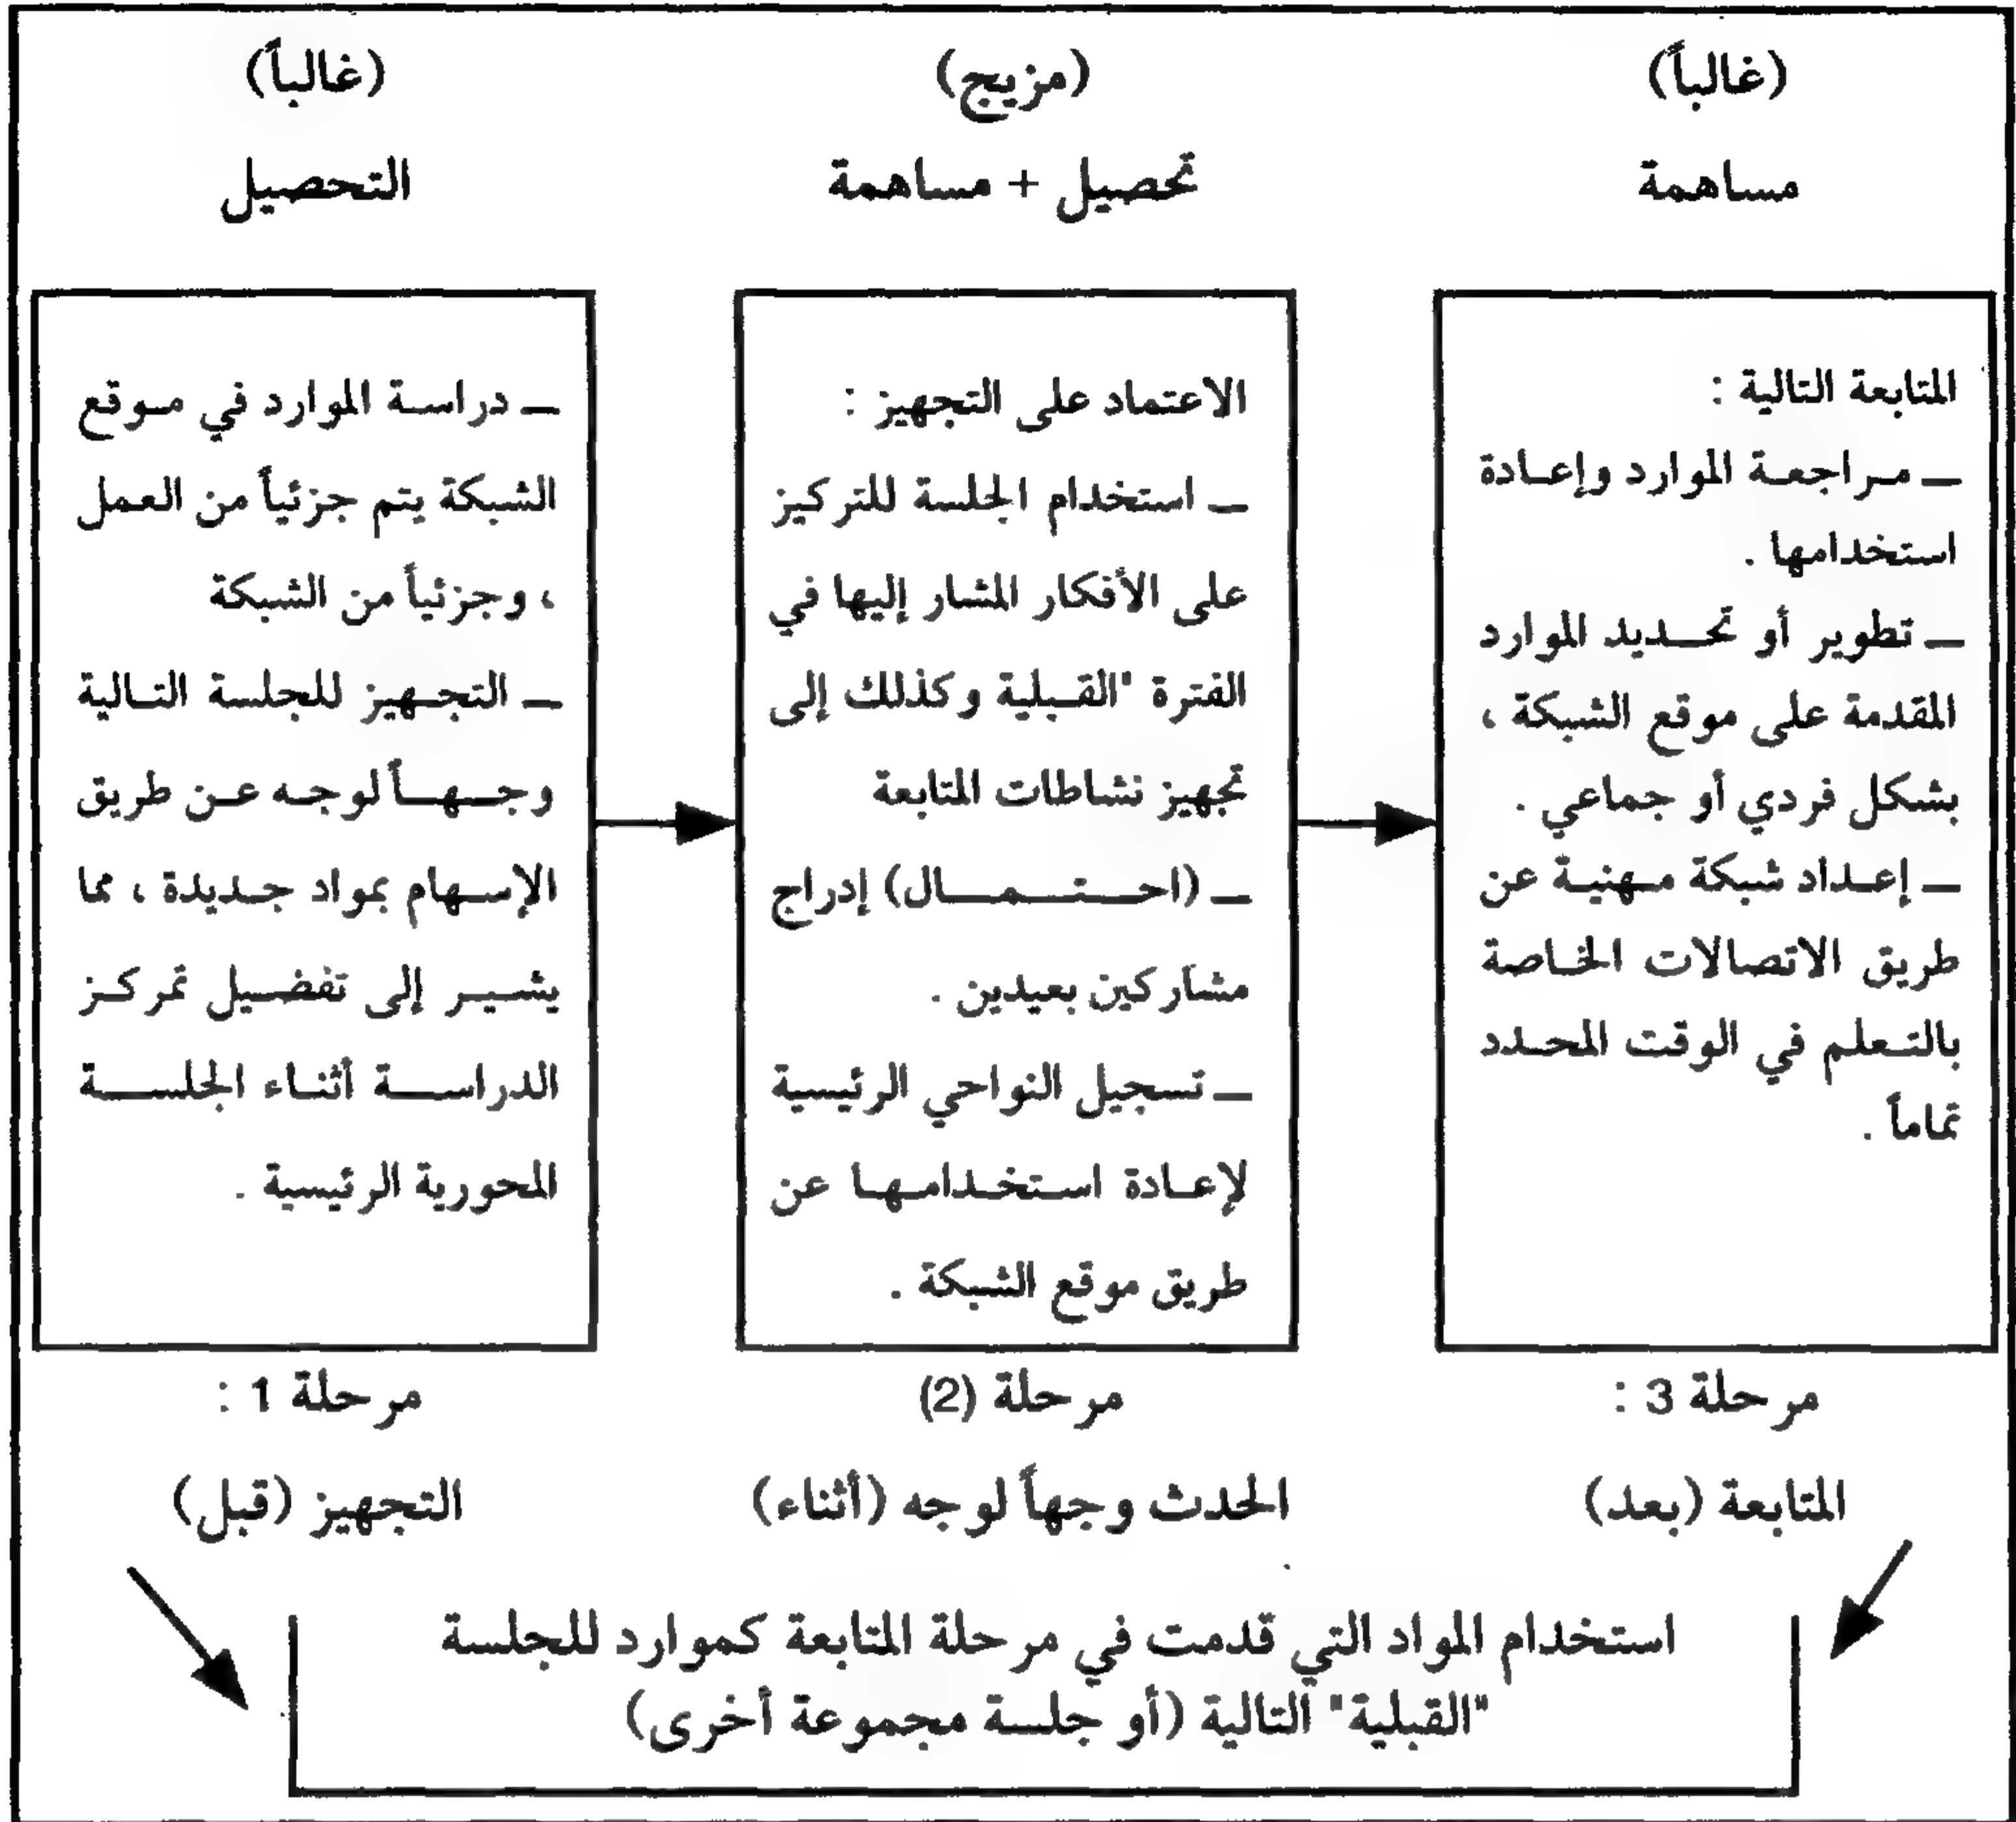 (غالباً)
التحصيل
ـ دراسة الموارد في موقع
الشبكة يتم جزئياً من العمل
، وجزئياً من الشبكة
ـ التجهيز للجلسة التالية
وجهاً لوجه عن طريق
الإسهام بمواد جديدة ، مما
يشير إلى تفضيل تمركز
الدراسة أثناء الجلسة
المحورية الرئيسية .
مرحلة 1 :
التجهيز (قبل)
(مزيج)
تحصيل + مساهمة
الاعتماد على التجهيز :
ـ استخدام الجلسة للتركيز
على الأفكار المشار إليها في
الفترة "القبلية وكذلك إلى
تجهيز نشاطات المتابعة
ـ (احتمال) إدراج
مشاركين بعيدين .
ـ تسجيل النواحي الرئيسية
لإعادة استخدامها عن
طريق موقع الشبكة .
مرحلة (2)
الحدث وجهاً لوجه (أثناء)
(غالباً)
مساهمة
المتابعة التالية :
ـ مراجعة الموارد وإعادة
استخدامها .
ـ تطوير أو تحديد الموارد
المقدمة على موقع الشبكة ،
بشكل فردي أو جماعي .
ـ إعداد شبكة مهنية عن
طريق الاتصالات الخاصة
بالتعلم في الوقت المحدد
تماماً .
مرحلة 3 :
المتابعة (بعد)
استخدام المواد التي قدمت في مرحلة المتابعة كموارد للجلسة
"القبلية" التالية (أو جلسة مجموعة أخرى)